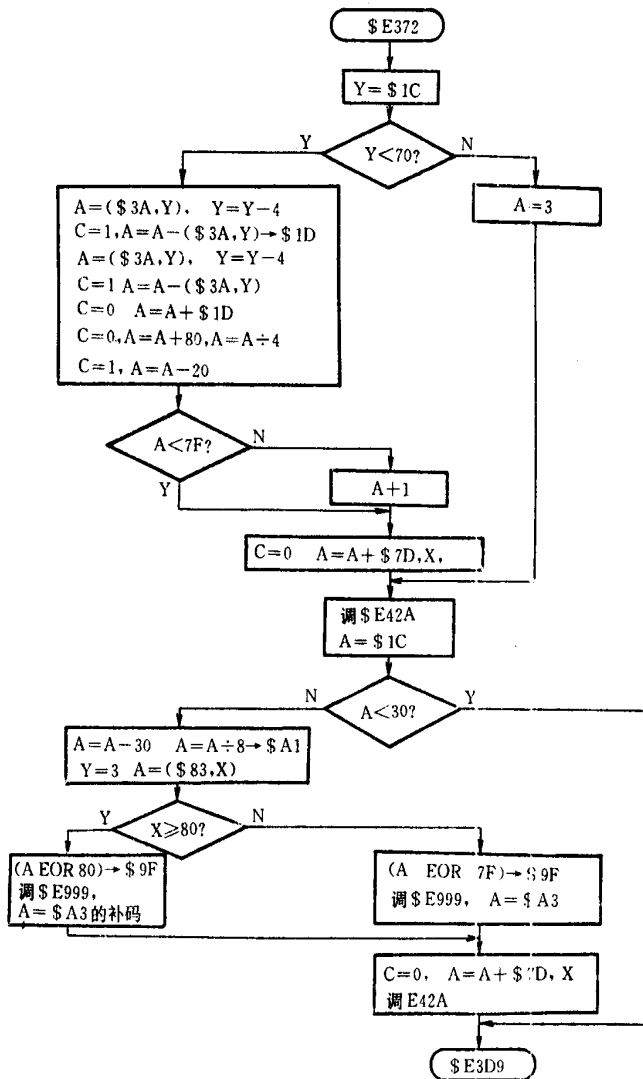 $E372
Y=$1C
Y<70?
Y
N
A=($3A,Y), Y=Y-4
C=1,A=A-($3A,Y)→$1D
A=($3A,Y), Y=Y-4
C=1 A=A-($3A,Y)
C=0 A=A+$1D
C=0,A=A+80,A=A÷4
C=1,A=A-20
A=3
A<7F?
N
Y
A+1
C=0 A=A+$7D,X,
调$E42A
A=$1C
A<30?
N
Y
A=A-30 A=A÷8→$A1
Y=3 A=($83,X)
X≥80?
Y
N
(A EOR 80)→$9F
调$E999,
A=$A3的补码
(A EOR 7F)→$9F
调$E999, A=$A3
C=0, A=A+$7D,X
调E42A
$E3D9